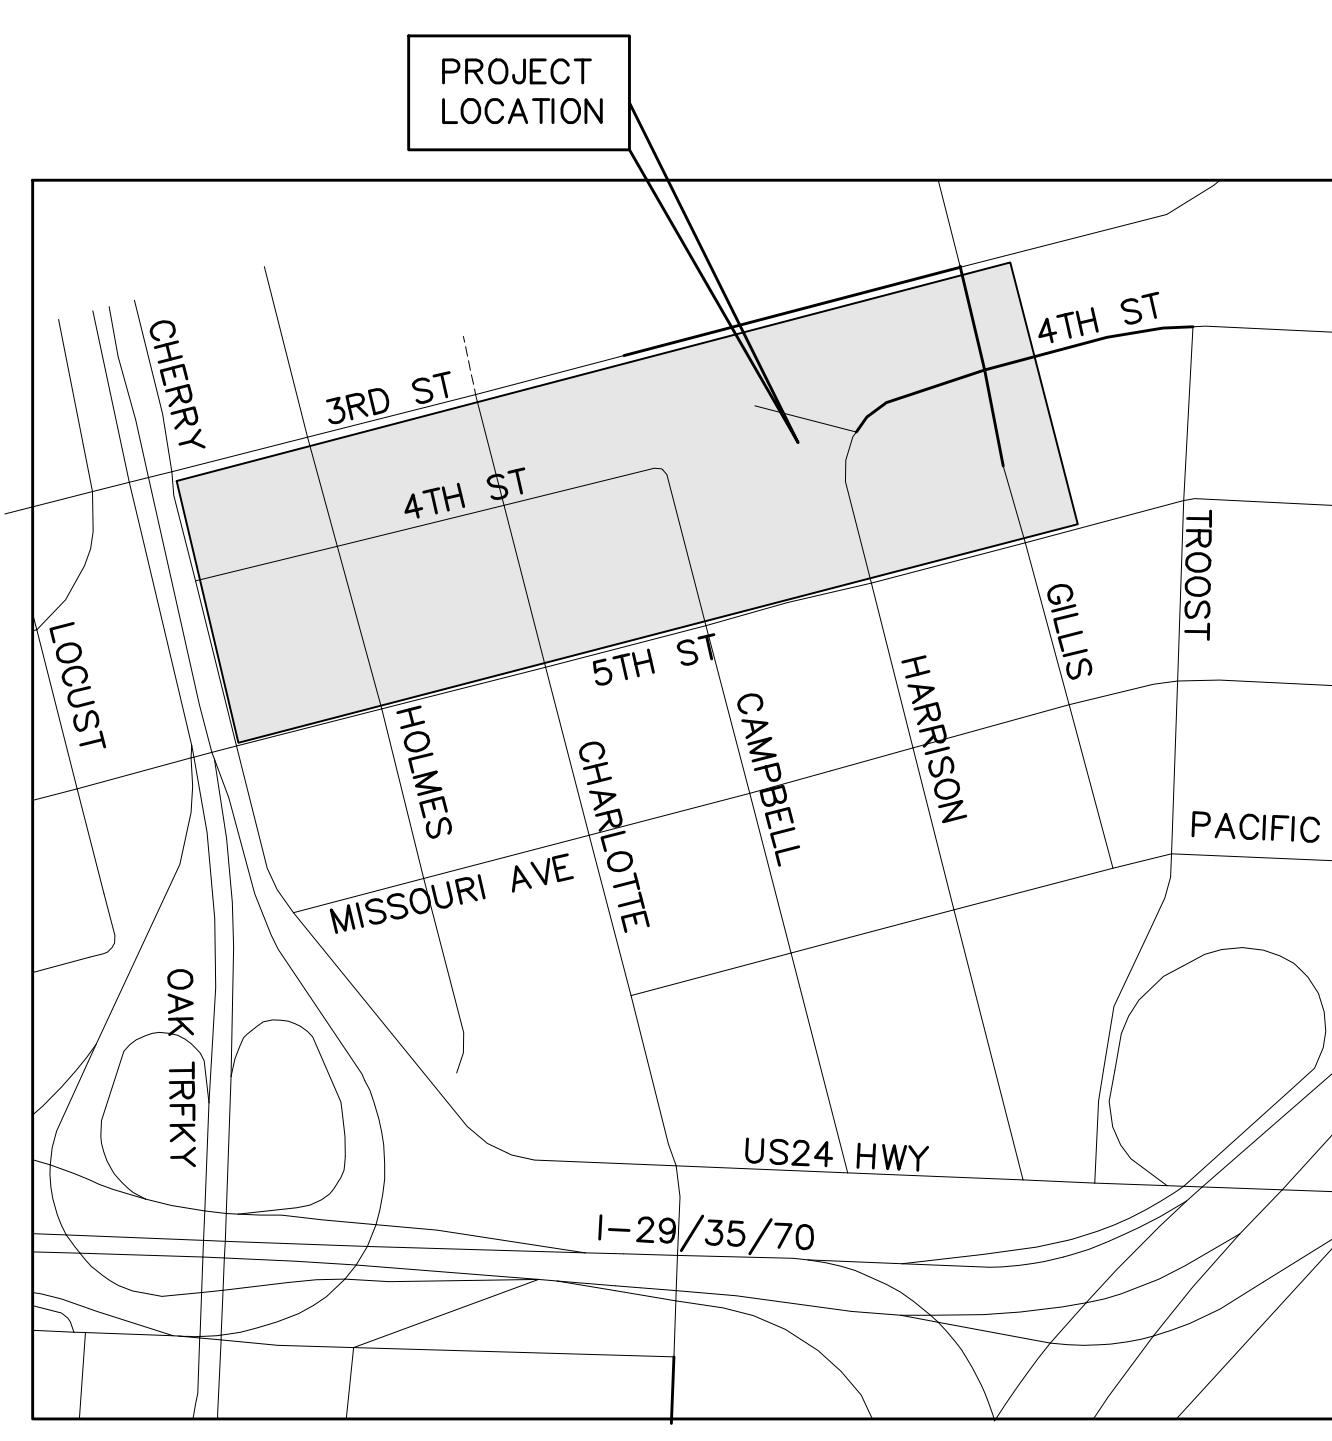 PROJECT
LOCATION
CHERRY
3RD ST
4TH ST
4TH ST
TROOST
LOCUST
5TH ST
GILLIS
HOLMES
CHARLOTTE
CAMPBELL
HARRISON
PACIFIC
MISSOURI AVE
OAK TRFKY
US24 HWY
I-29/35/70